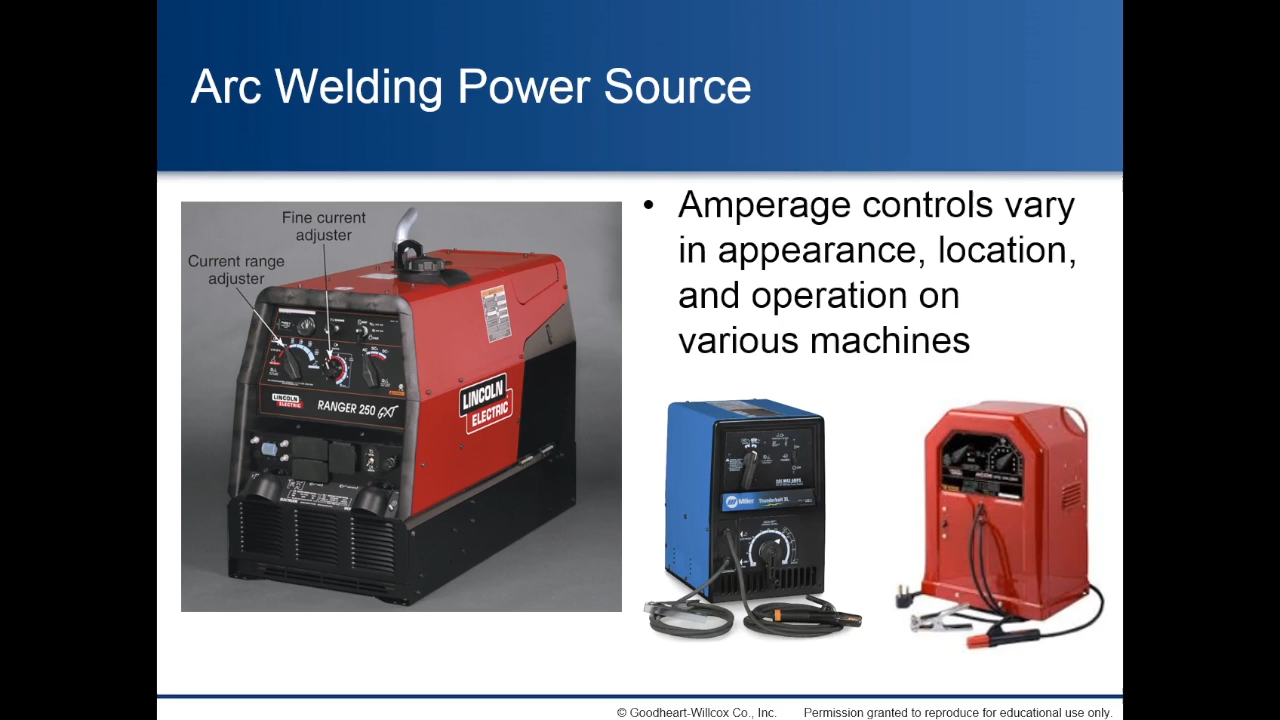 Arc Welding Power Source
Fine current
adjuster
Current range
adjuster
LINCOLN
ELECTRIC
RANGER 250 GXT
LINCOLN
ELECTRIC
• Amperage controls vary
in appearance, location,
and operation on
various machines
Miller
Thunderbolt XL
© Goodheart-Willcox Co., Inc. Permission granted to reproduce for educational use only.